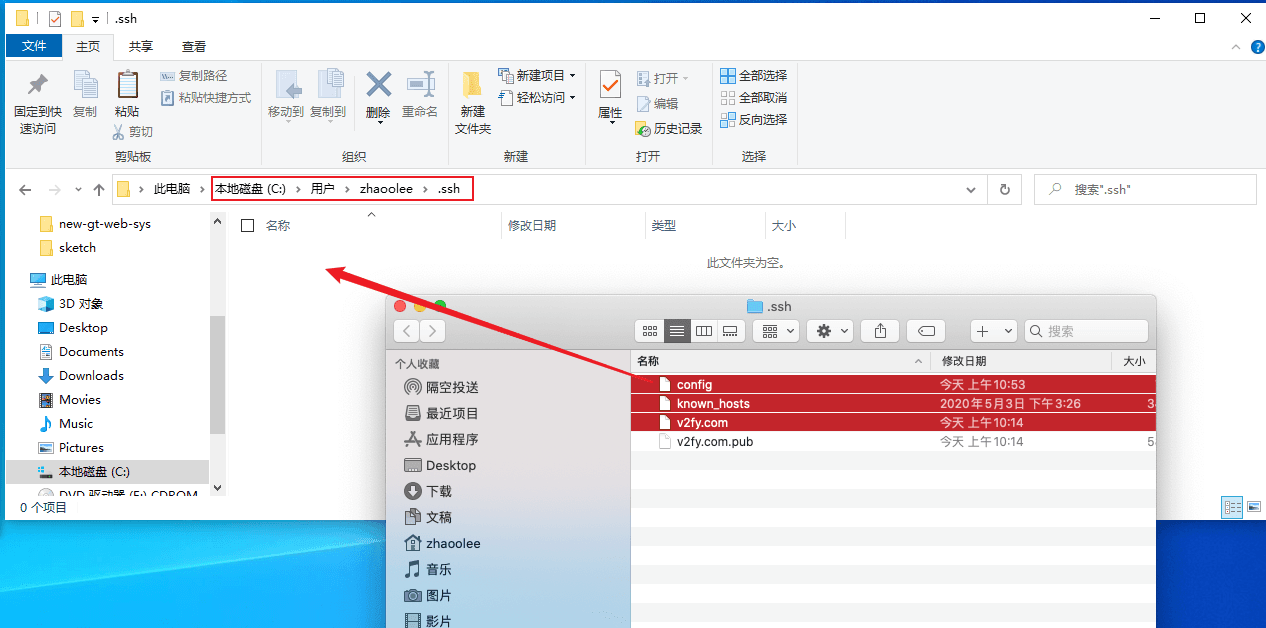 .ssh
文件 主页 共享 查看
固定到快速访问
复制
粘贴
复制路径
粘贴快捷方式
剪切
剪贴板
移动到
复制到
删除
重命名
组织
新建文件夹
新建项目
轻松访问
新建
属性
打开
编辑
历史记录
打开
全部选择
全部取消
反向选择
选择
此电脑 › 本地磁盘 (C:) › 用户 › zhaoolee › .ssh
搜索".ssh"
new-gt-web-sys
sketch
此电脑
3D 对象
Desktop
Documents
Downloads
Movies
Music
Pictures
本地磁盘 (C:)
DVD 驱动器 (E:) CDROM
0 个项目
名称 修改日期 类型 大小
此文件夹为空。
.ssh
搜索
个人收藏
隔空投送
最近项目
应用程序
Desktop
下载
文稿
zhaoolee
音乐
图片
影片
名称 修改日期 大小
config 今天 上午10:53
known_hosts 2020年5月3日 下午3:26 3
v2fy.com 今天 上午10:14
v2fy.com.pub 今天 上午10:14 5